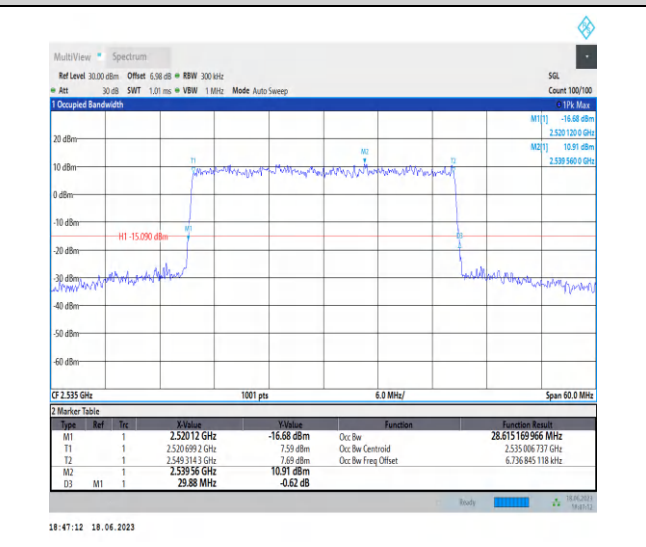 MultiView Spectrum
Ref Level 30.00 dBm Offset 6.98 dB RBW 300 kHz SGL
Att 30 dB SWT 1.01 ms VBW 1 MHz Mode Auto Sweep Count 100/100
1 Occupied Bandwidth 1Pk Max
M1[1] -16.68 dBm
2.520 120 0 GHz
M2[1] 10.91 dBm
2.539 560 0 GHz
20 dBm
M2
T1 T2
10 dBm
0 dBm
-10 dBm
M1
H1 -15.090 dBm
-20 dBm
-30 dBm
-40 dBm
-50 dBm
-60 dBm
CF 2.535 GHz 1001 pts 6.0 MHz/ Span 60.0 MHz
2 Marker Table
Type Ref Trc X-Value Y-Value Function Function Result
M1 1 2.52012 GHz -16.68 dBm Occ Bw 28.615 169 966 MHz
T1 1 2.520 699 2 GHz 7.59 dBm Occ Bw Centroid 2.535 006 737 GHz
T2 1 2.549 314 3 GHz 7.69 dBm Occ Bw Freq Offset 6.736 845 118 kHz
M2 1 2.539 56 GHz 10.91 dBm
D3 M1 1 29.88 MHz -0.62 dB
Ready 18.06.2023
18:47:12
18:47:12 18.06.2023